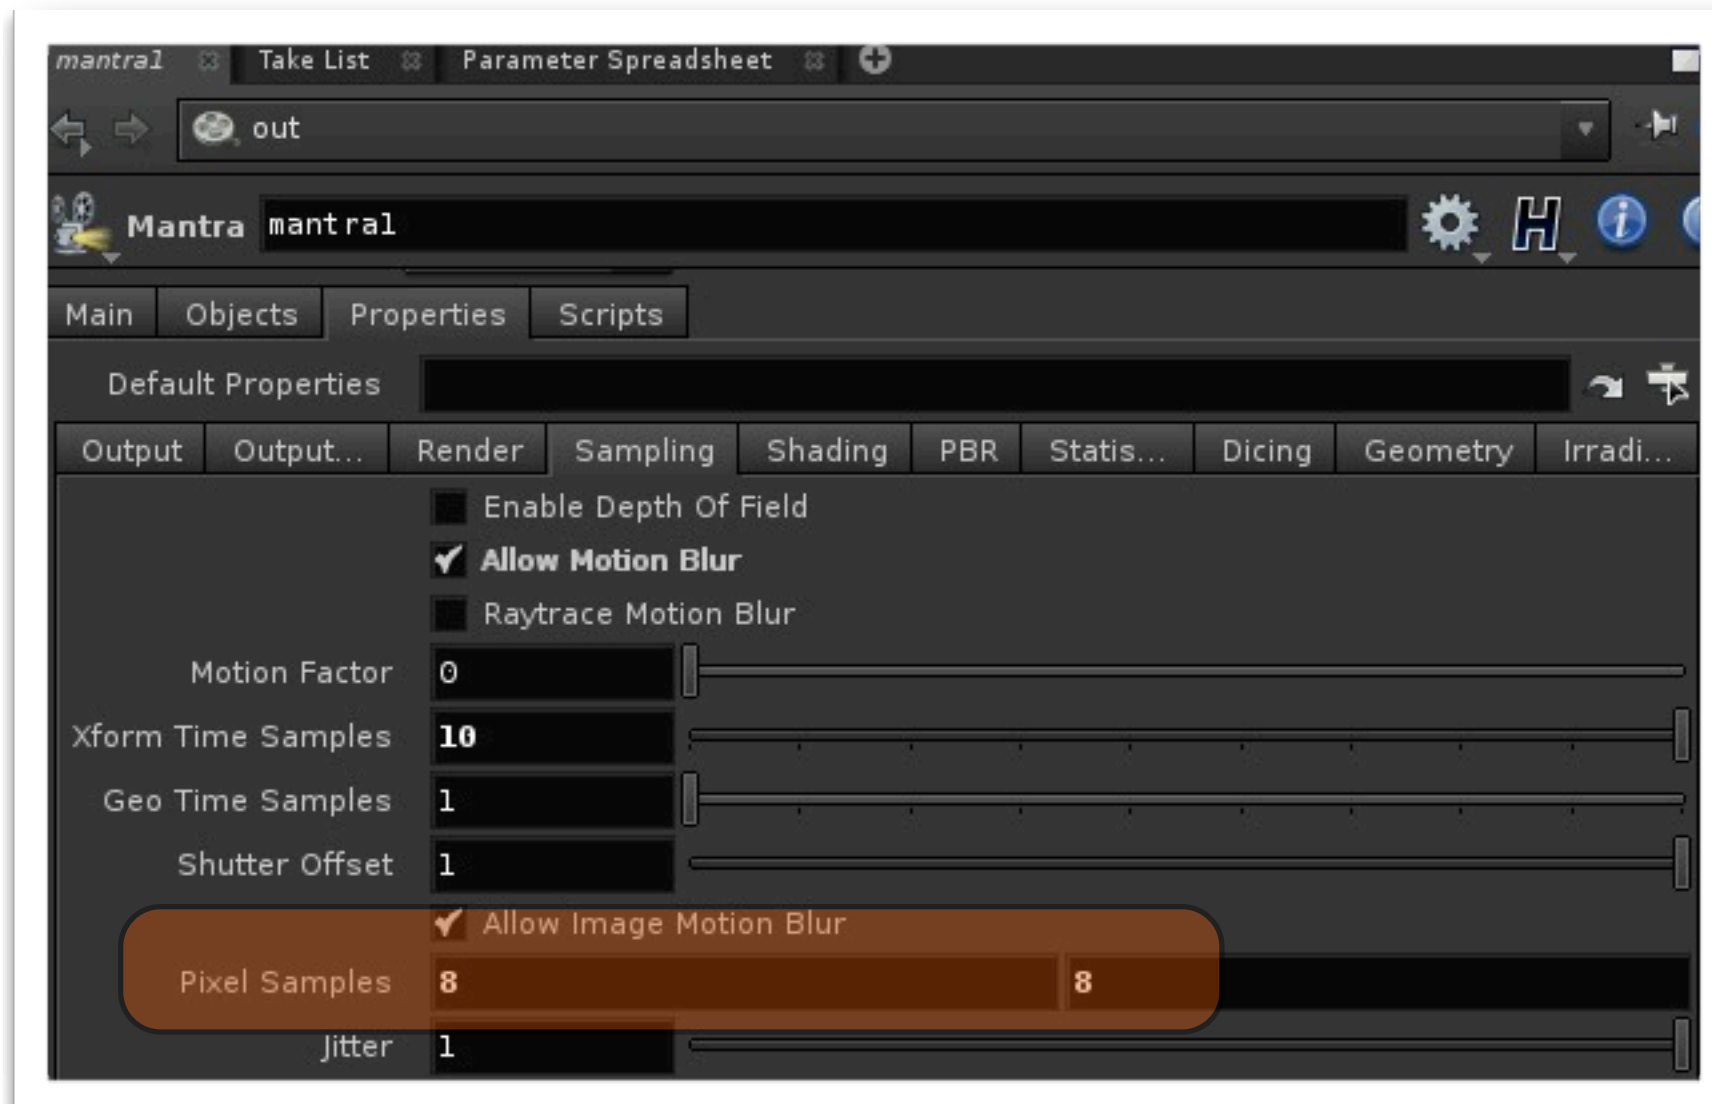 mantra1 Take List Parameter Spreadsheet
out
Mantra mantra1
Main Objects Properties Scripts
Default Properties
Output Output... Render Sampling Shading PBR Statis... Dicing Geometry Irradi...
Enable Depth Of Field
Allow Motion Blur
Raytrace Motion Blur
Motion Factor 0
Xform Time Samples 10
Geo Time Samples 1
Shutter Offset 1
Allow Image Motion Blur
Pixel Samples 8 8
Jitter 1